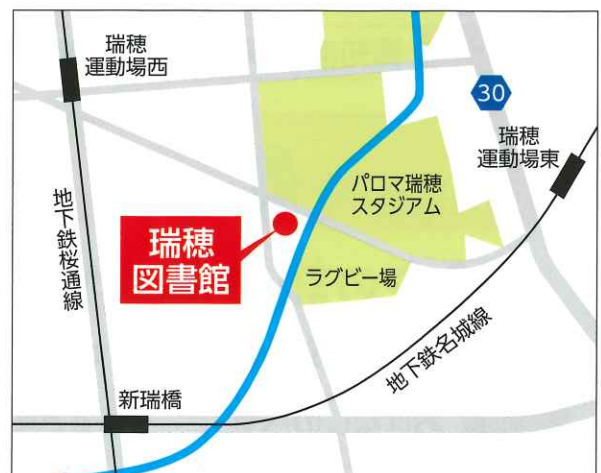 瑞穂
運動場西
30
瑞穂
運動場東
パロマ瑞穂
スタジアム
地下鉄桜通線
瑞穂
図書館
ラグビー場
地下鉄名城線
新瑞橋